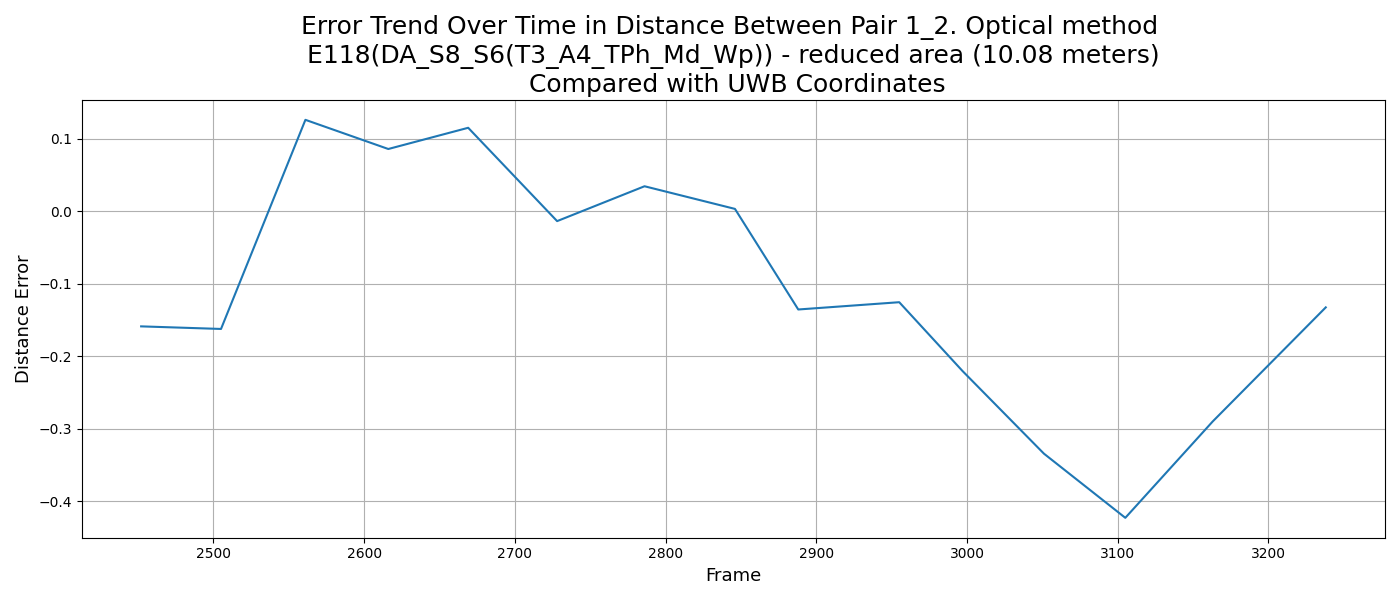 Error Trend Over Time in Distance Between Pair 1_2. Optical method
E118(DA_S8_S6(T3_A4_TPh_Md_Wp)) - reduced area (10.08 meters)
Compared with UWB Coordinates
Distance Error
0.1
0.0
−0.1
−0.2
−0.3
−0.4
2500 2600 2700 2800 2900 3000 3100 3200
Frame